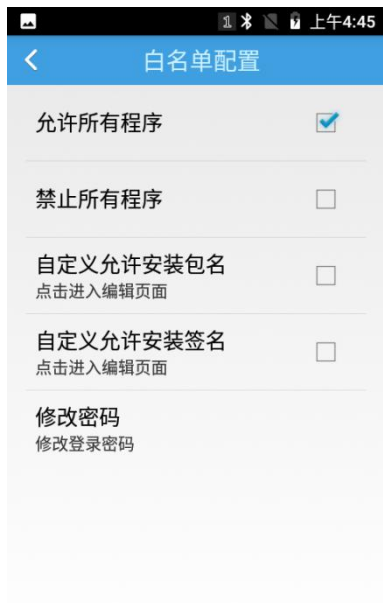 上午4:45
白名单配置
允许所有程序
禁止所有程序
自定义允许安装包名
点击进入编辑页面
自定义允许安装签名
点击进入编辑页面
修改密码
修改登录密码